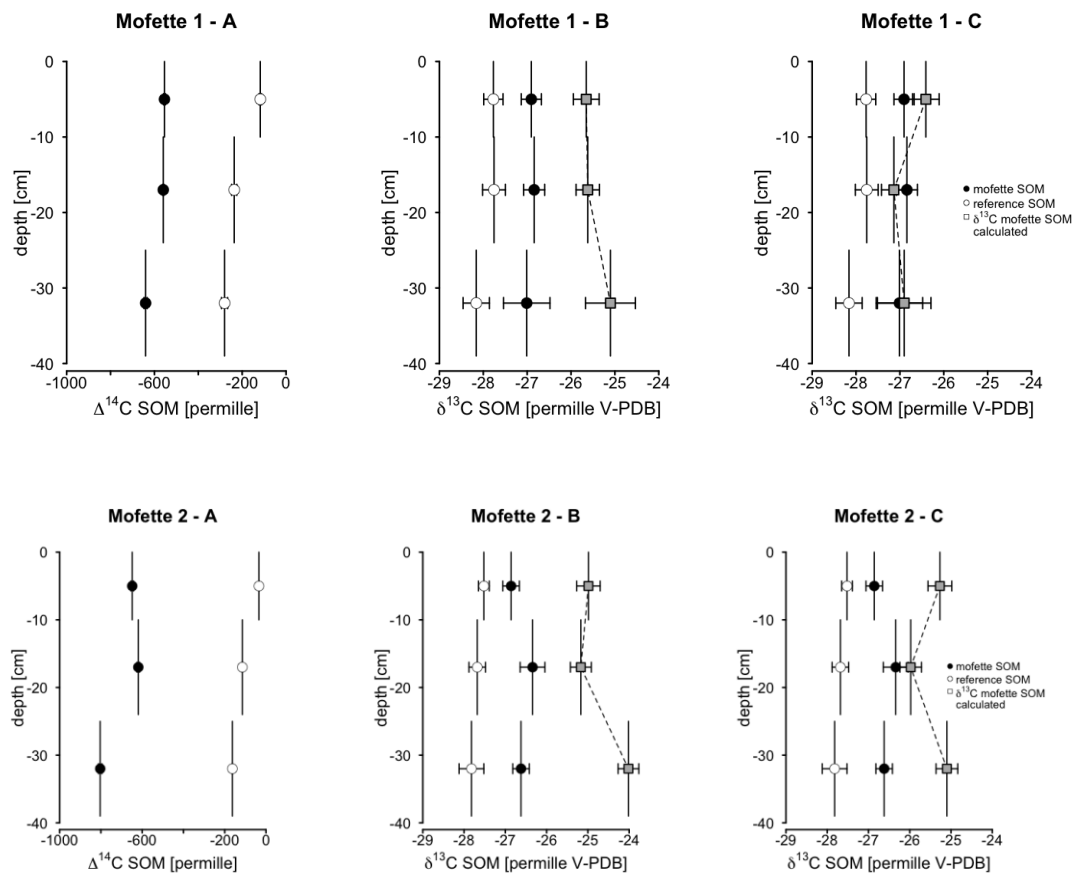 Mofette 1 - A
Mofette 1 - B
Mofette 1 - C
0
-10
-20
-30
-40
depth [cm]
-1000 -600 -200 0
Δ¹⁴C SOM [permille]
0
-10
-20
-30
-40
depth [cm]
-29 -28 -27 -26 -25 -24
δ¹³C SOM [permille V-PDB]
0
-10
-20
-30
-40
depth [cm]
-29 -28 -27 -26 -25 -24
δ¹³C SOM [permille V-PDB]
mofette SOM
reference SOM
δ¹³C mofette SOM
calculated
Mofette 2 - A
Mofette 2 - B
Mofette 2 - C
0
-10
-20
-30
-40
depth [cm]
-1000 -600 -200 0
Δ¹⁴C SOM [permille]
0
-10
-20
-30
-40
depth [cm]
-29 -28 -27 -26 -25 -24
δ¹³C SOM [permille V-PDB]
0
-10
-20
-30
-40
depth [cm]
-29 -28 -27 -26 -25 -24
δ¹³C SOM [permille V-PDB]
mofette SOM
reference SOM
δ¹³C mofette SOM
calculated